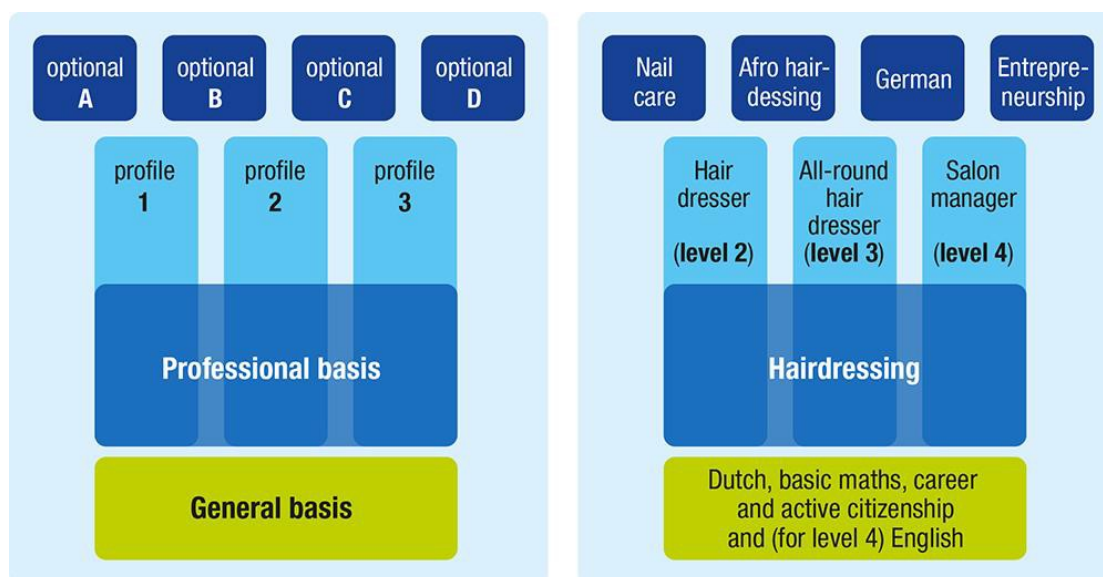 optional
A
optional
B
optional
C
optional
D
profile
1
profile
2
profile
3
Professional basis
General basis
Nail
care
Afro hair-
dessing
German
Entrepre-
neurship
Hair
dresser
(level 2)
All-round
hair
dresser
(level 3)
Salon
manager
(level 4)
Hairdressing
Dutch, basic maths, career
and active citizenship
and (for level 4) English